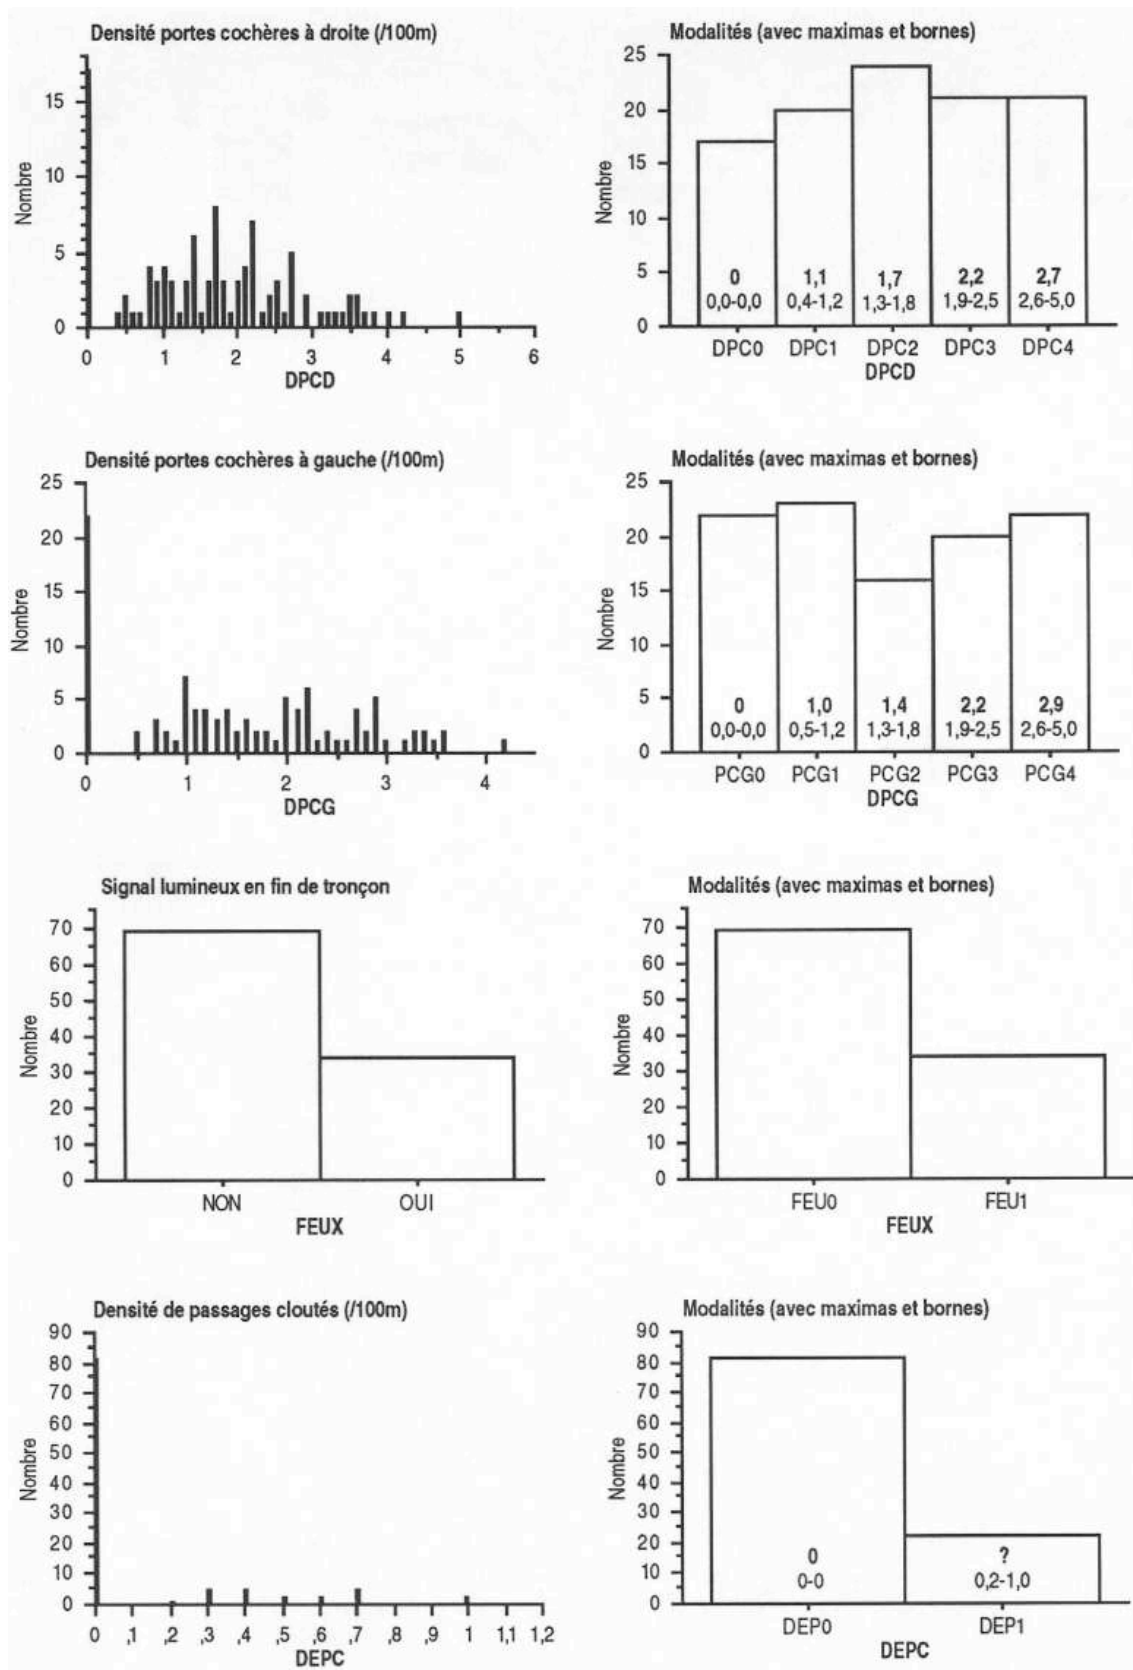 Densité portes cochères à droite (/100m)
Nombre
15
10
5
0
0 1 2 3 4 5 6
DPCD
Modalités (avec maximas et bornes)
Nombre
25
20
15
10
5
0
0 1,1 1,7 2,2 2,7
0,0-0,0 0,4-1,2 1,3-1,8 1,9-2,5 2,6-5,0
DPC0 DPC1 DPC2 DPC3 DPC4
DPCD
Densité portes cochères à gauche (/100m)
Nombre
25
20
15
10
5
0
0 1 2 3 4
DPCG
Modalités (avec maximas et bornes)
Nombre
25
20
15
10
5
0
0 1,0 1,4 2,2 2,9
0,0-0,0 0,5-1,2 1,3-1,8 1,9-2,5 2,6-5,0
PCG0 PCG1 PCG2 PCG3 PCG4
DPCG
Signal lumineux en fin de tronçon
Nombre
70
60
50
40
30
20
10
0
NON OUI
FEUX
Modalités (avec maximas et bornes)
Nombre
70
60
50
40
30
20
10
0
FEU0 FEU1
FEUX
Densité de passages cloutés (/100m)
Nombre
90
80
70
60
50
40
30
20
10
0
0 ,1 ,2 ,3 ,4 ,5 ,6 ,7 ,8 ,9 1 1,1 1,2
DEPC
Modalités (avec maximas et bornes)
Nombre
90
80
70
60
50
40
30
20
10
0
0 ?
0-0 0,2-1,0
DEP0 DEP1
DEPC